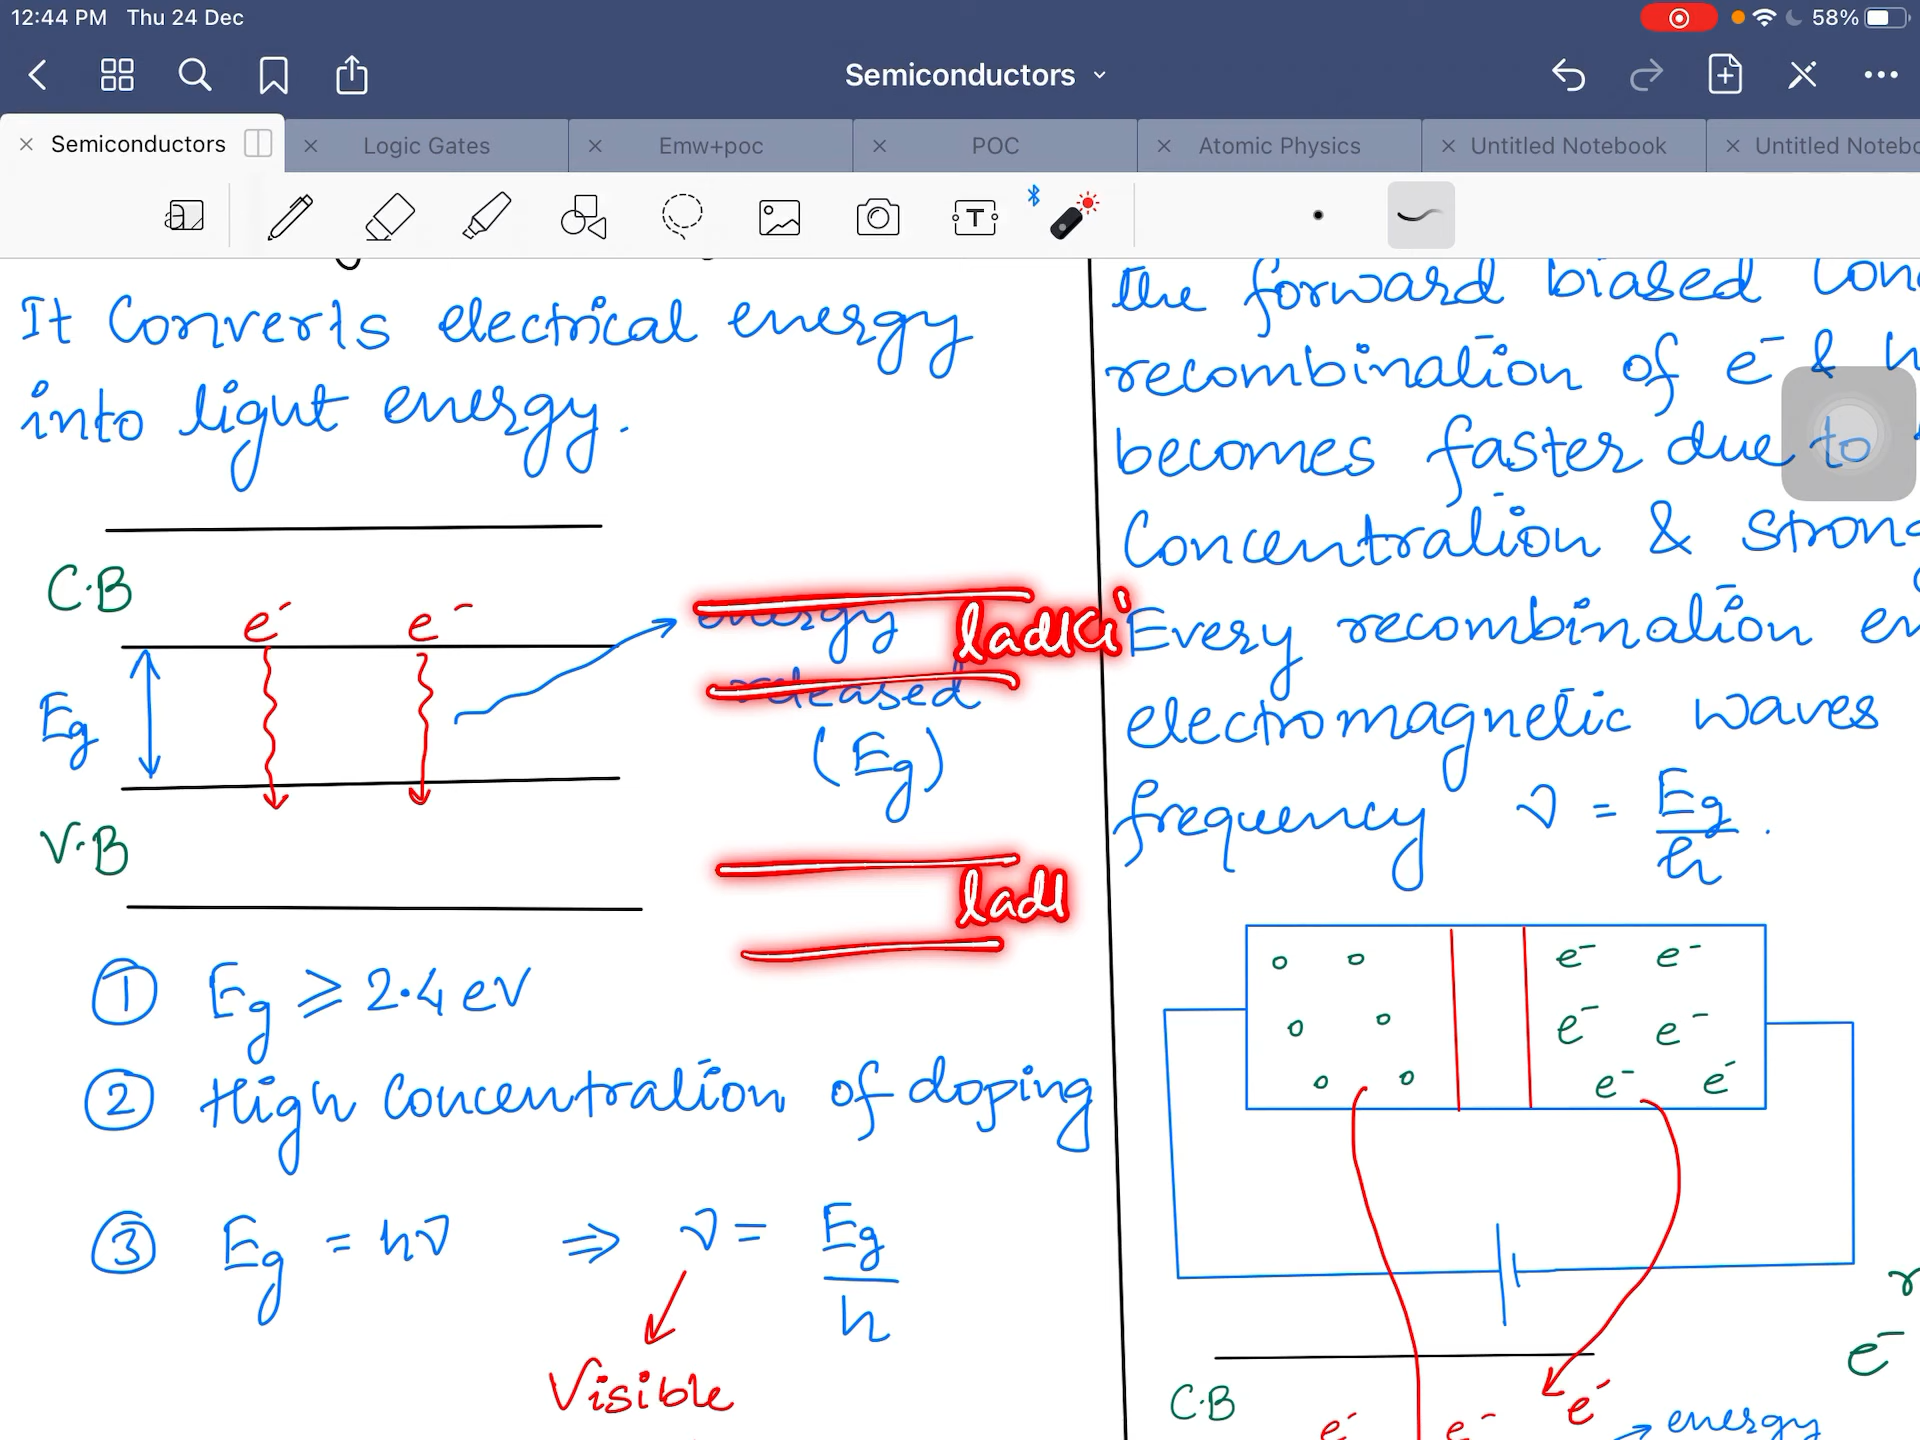 12:44 PM Thu 24 Dec
58%
Semiconductors
Semiconductors
Logic Gates
Emw+poc
POC
Atomic Physics
Untitled Notebook
Untitled Notebo
It Converts electrical energy
into light energy.
C.B
e⁻ e⁻
Eg
V.B
energy
released
(Eg)
ladki
ladl
① Eg ⩾ 2.4 eV
② High Concentration of doping
③ Eg = hν ⇒ ν = Eg/h
Visible
the forward biased
recombination of e⁻ &
becomes faster due to
Concentration & Strong
Every recombination
electromagnetic waves
frequency ν = Eg/h.
e⁻ e⁻
e⁻ e⁻
e⁻ e⁻
e⁻
C.B
e⁻ e⁻ e⁻
energy